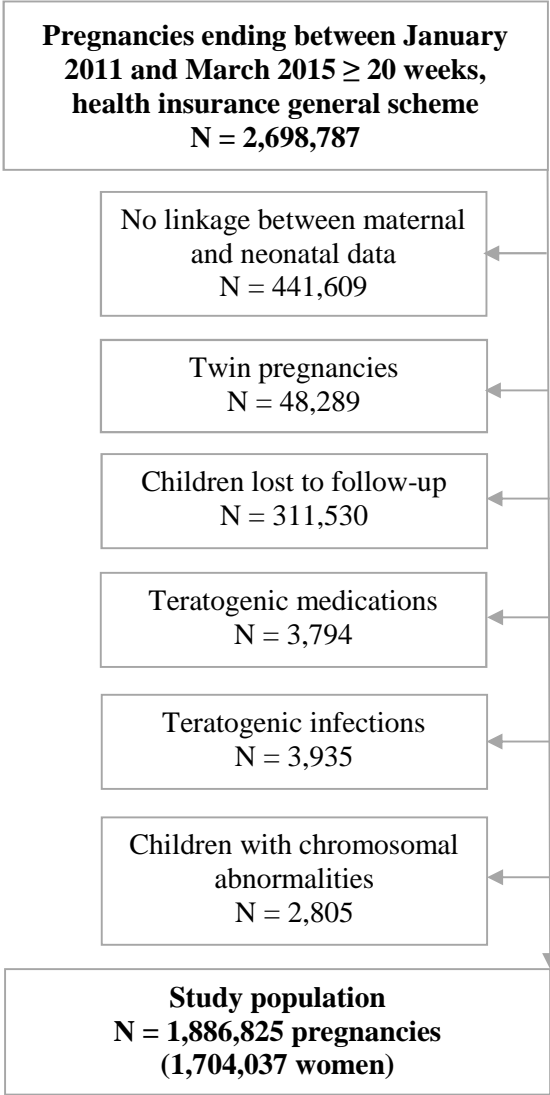 Pregnancies ending between January
2011 and March 2015 ≥ 20 weeks,
health insurance general scheme
N = 2,698,787
No linkage between maternal
and neonatal data
N = 441,609
Twin pregnancies
N = 48,289
Children lost to follow-up
N = 311,530
Teratogenic medications
N = 3,794
Teratogenic infections
N = 3,935
Children with chromosomal
abnormalities
N = 2,805
Study population
N = 1,886,825 pregnancies
(1,704,037 women)